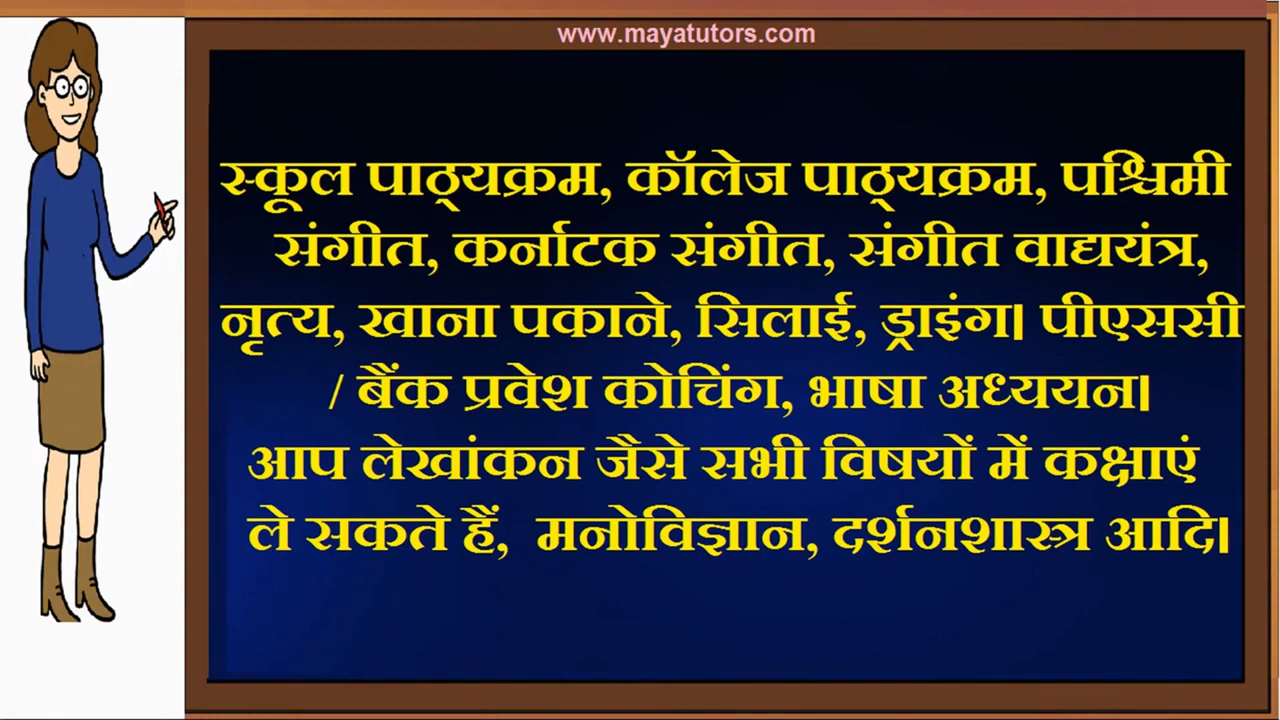 www.mayatutors.com
स्कूल पाठ्यक्रम, कॉलेज पाठ्यक्रम, पश्चिमी
संगीत, कर्नाटक संगीत, संगीत वाद्ययंत्र,
नृत्य, खाना पकाने, सिलाई, ड्राइंग। पीएससी
/ बैंक प्रवेश कोचिंग, भाषा अध्ययन।
आप लेखांकन जैसे सभी विषयों में कक्षाएं
ले सकते हैं, मनोविज्ञान, दर्शनशास्त्र आदि।